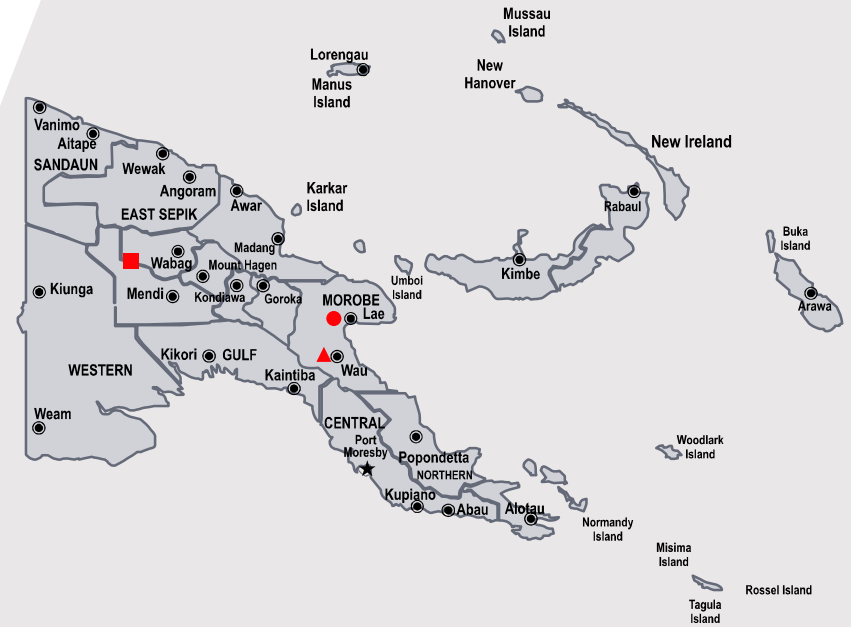 Mussau
Island
Lorengau
Manus
Island
New
Hanover
New Ireland
Vanimo
Aitape
SANDAUN
Wewak
Angoram
Awar
EAST SEPIK
Karkar
Island
Rabaul
Buka
Island
Madang
Wabag
Mount Hagen
Umboi
Island
Kimbe
Kiunga
Mendi
Kondiawa
Goroka
MOROBE
Lae
Arawa
Kikori
GULF
Wau
WESTERN
Kaintiba
Weam
CENTRAL
Port
Moresby
Popondetta
NORTHERN
Woodlark
Island
Kupiano
Abau
Alotau
Normandy
Island
Misima
Island
Rossel Island
Tagula
Island